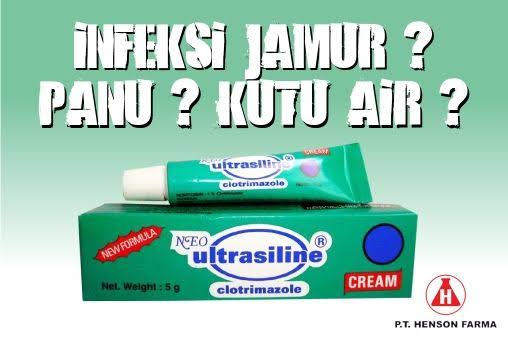 INFEKSI JAMUR ?
PANU ? KUTU AIR ?
CREAM
NEO
ultrasiline®
clotrimazole
NEW FORMULA
NEO
ultrasiline®
clotrimazole
Net. Weight : 5 g
CREAM
H
P.T. HENSON FARMA